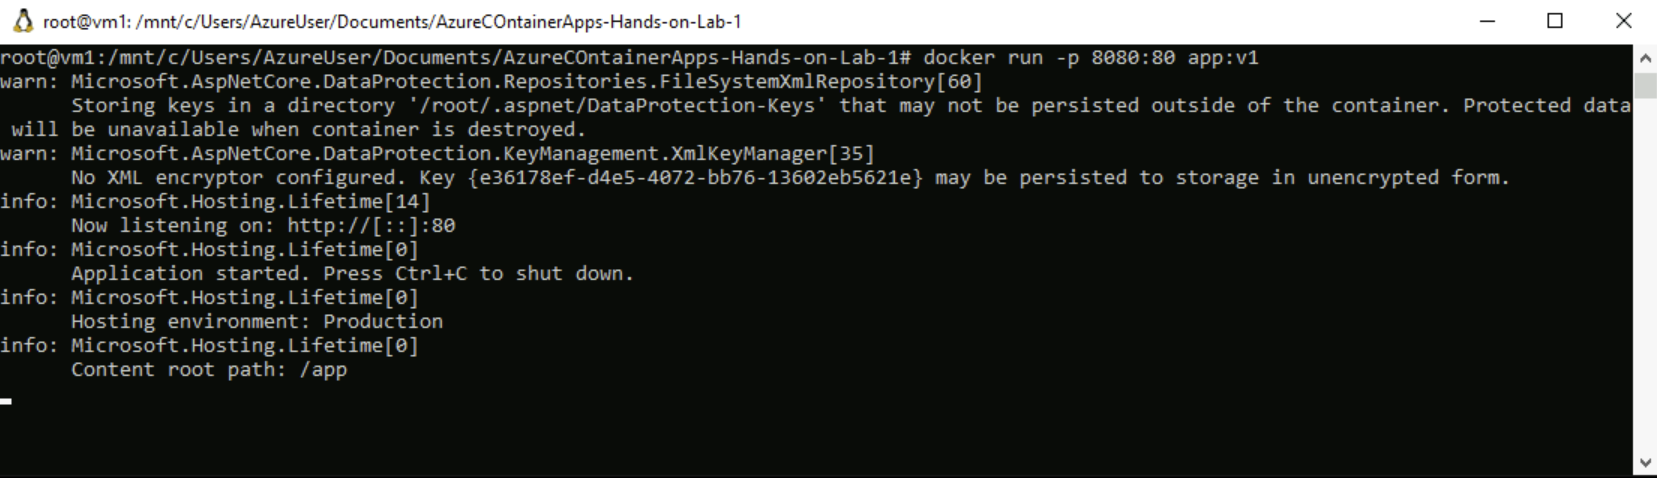 root@vm1: /mnt/c/Users/AzureUser/Documents/AzureCOntainerApps-Hands-on-Lab-1
root@vm1:/mnt/c/Users/AzureUser/Documents/AzureCOntainerApps-Hands-on-Lab-1# docker run -p 8080:80 app:v1
warn: Microsoft.AspNetCore.DataProtection.Repositories.FileSystemXmlRepository[60]
      Storing keys in a directory '/root/.aspnet/DataProtection-Keys' that may not be persisted outside of the container. Protected data
 will be unavailable when container is destroyed.
warn: Microsoft.AspNetCore.DataProtection.KeyManagement.XmlKeyManager[35]
      No XML encryptor configured. Key {e36178ef-d4e5-4072-bb76-13602eb5621e} may be persisted to storage in unencrypted form.
info: Microsoft.Hosting.Lifetime[14]
      Now listening on: http://[::]:80
info: Microsoft.Hosting.Lifetime[0]
      Application started. Press Ctrl+C to shut down.
info: Microsoft.Hosting.Lifetime[0]
      Hosting environment: Production
info: Microsoft.Hosting.Lifetime[0]
      Content root path: /app